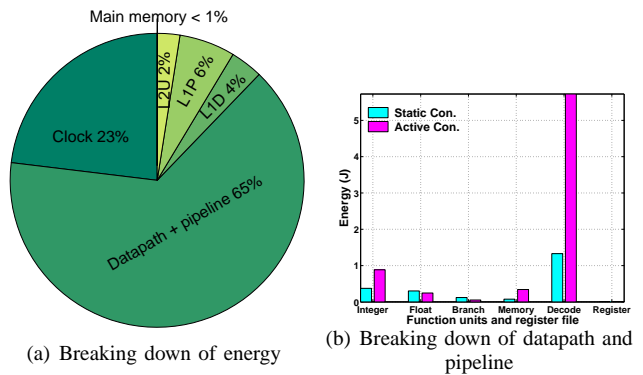 Main memory < 1%
L2U 2%
L1P 6%
L1D 4%
Clock 23%
Datapath + pipeline 65%
(a) Breaking down of energy
Static Con.
Active Con.
Energy (J)
5
4
3
2
1
0
Integer Float Branch Memory Decode Register
Function units and register file
(b) Breaking down of datapath and
pipeline